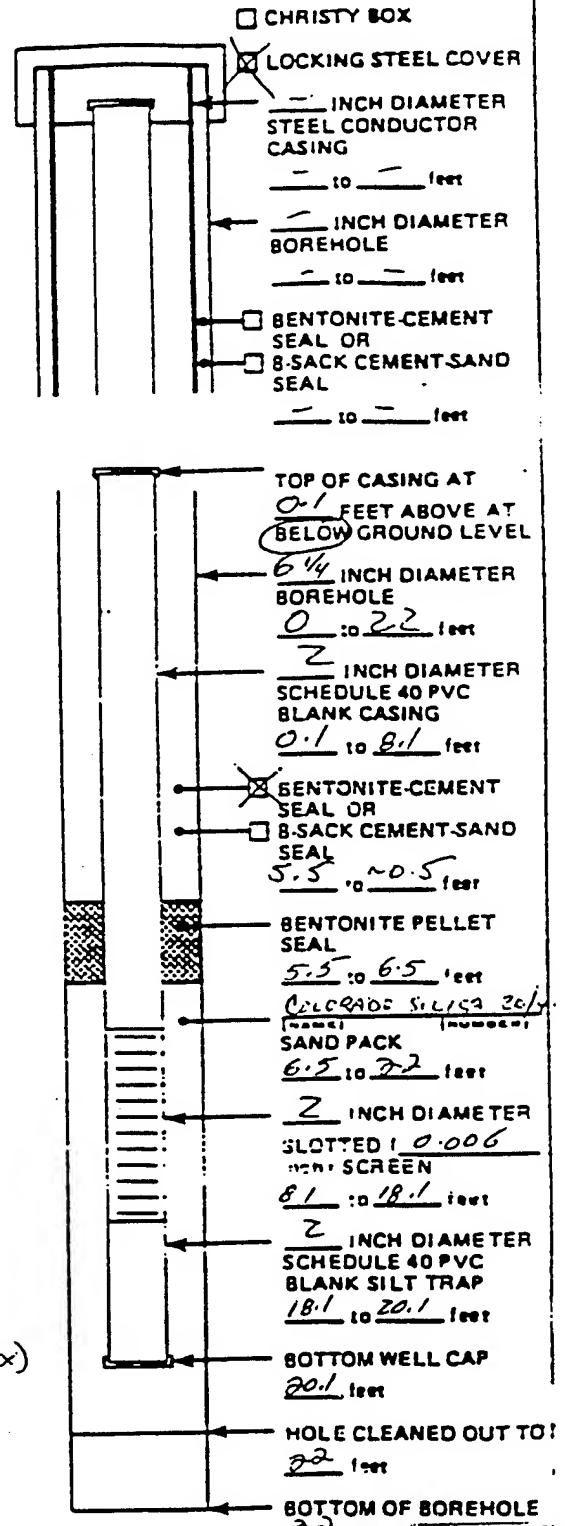 CHRISTY BOX
LOCKING STEEL COVER
— INCH DIAMETER
STEEL CONDUCTOR
CASING
— to — feet
— INCH DIAMETER
BOREHOLE
— to — feet
BENTONITE-CEMENT
SEAL OR
8-SACK CEMENT-SAND
SEAL
— to — feet
TOP OF CASING AT
0.1 FEET ABOVE AT
BELOW GROUND LEVEL
6 1/4 INCH DIAMETER
BOREHOLE
0 to 22 feet
2 INCH DIAMETER
SCHEDULE 40 PVC
BLANK CASING
0.1 to 8.1 feet
BENTONITE-CEMENT
SEAL OR
8-SACK CEMENT-SAND
SEAL
5.5 to ~0.5 feet
BENTONITE PELLET
SEAL
5.5 to 6.5 feet
COLORADO SILICA
(NAME) (NUMBER)
SAND PACK
6.5 to 22 feet
2 INCH DIAMETER
SLOTTED ( 0.006
inch) SCREEN
8.1 to 18.1 feet
2 INCH DIAMETER
SCHEDULE 40 PVC
BLANK SILT TRAP
18.1 to 20.1 feet
x)
BOTTOM WELL CAP
20.1 feet
HOLE CLEANED OUT TO
22 feet
BOTTOM OF BOREHOLE